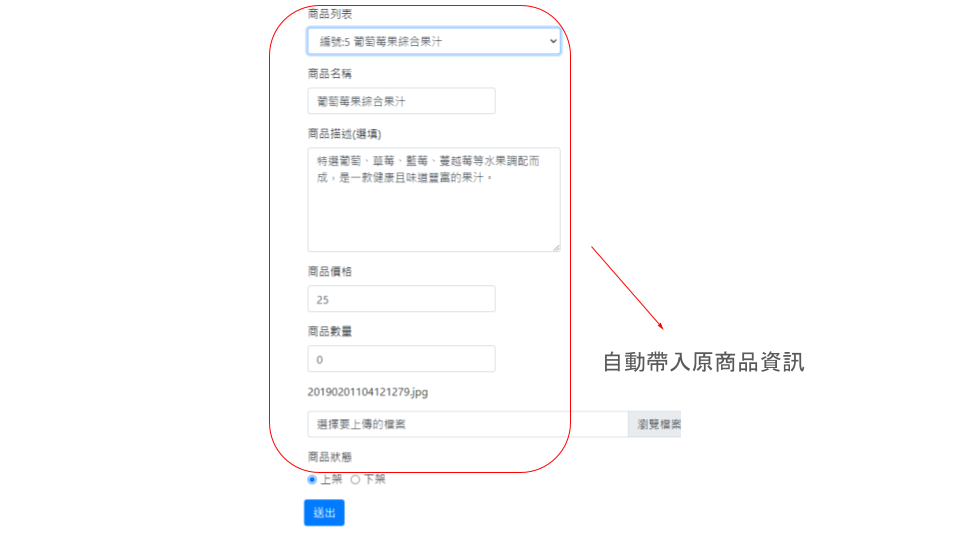 商品列表
編號:5 葡萄莓果綜合果汁
商品名稱
葡萄莓果綜合果汁
商品描述(選填)
特選葡萄、草莓、藍莓、蔓越莓等水果調配而
成，是一款健康且味道豐富的果汁。
商品價格
25
商品數量
0
自動帶入原商品資訊
20190201104121279.jpg
選擇要上傳的檔案 瀏覽檔案
商品狀態
上架 下架
送出